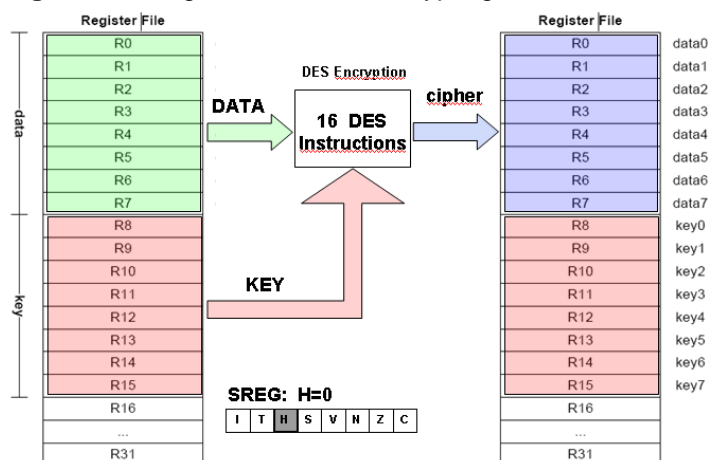 Register File
R0
R1
R2
R3
R4
R5
R6
R7
R8
R9
R10
R11
R12
R13
R14
R15
R16
...
R31
data
key
DATA
KEY
DES Encryption
16 DES
Instructions
cipher
SREG: H=0
I T H S V N Z C
Register File
R0 data0
R1 data1
R2 data2
R3 data3
R4 data4
R5 data5
R6 data6
R7 data7
R8 key0
R9 key1
R10 key2
R11 key3
R12 key4
R13 key5
R14 key6
R15 key7
R16
...
R31